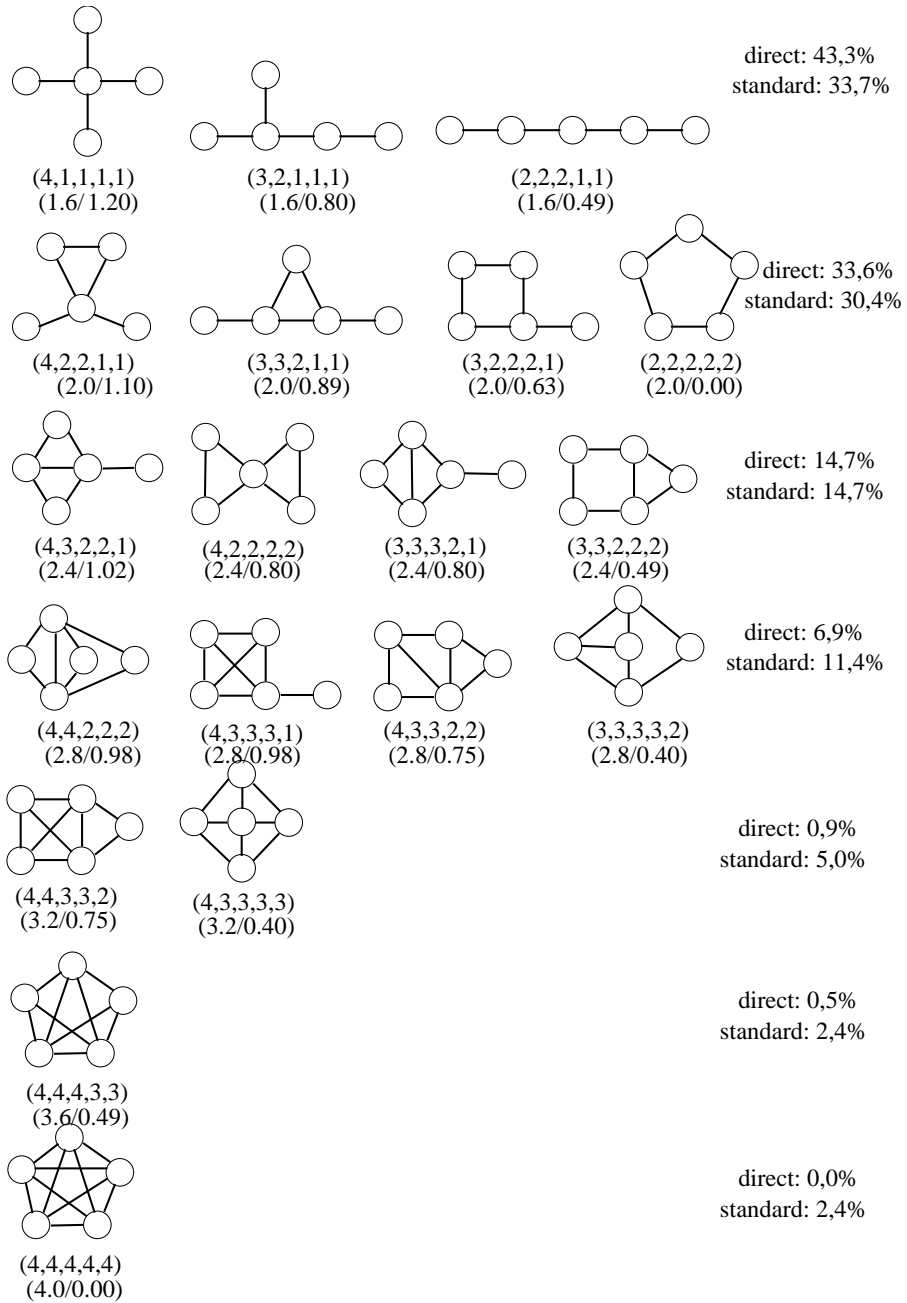 direct: 43,3%
standard: 33,7%
(4,1,1,1,1)
(1.6/1.20)
(3,2,1,1,1)
(1.6/0.80)
(2,2,2,1,1)
(1.6/0.49)
direct: 33,6%
standard: 30,4%
(4,2,2,1,1)
(2.0/1.10)
(3,3,2,1,1)
(2.0/0.89)
(3,2,2,2,1)
(2.0/0.63)
(2,2,2,2,2)
(2.0/0.00)
direct: 14,7%
standard: 14,7%
(4,3,2,2,1)
(2.4/1.02)
(4,2,2,2,2)
(2.4/0.80)
(3,3,3,2,1)
(2.4/0.80)
(3,3,2,2,2)
(2.4/0.49)
direct: 6,9%
standard: 11,4%
(4,4,2,2,2)
(2.8/0.98)
(4,3,3,3,1)
(2.8/0.98)
(4,3,3,2,2)
(2.8/0.75)
(3,3,3,3,2)
(2.8/0.40)
direct: 0,9%
standard: 5,0%
(4,4,3,3,2)
(3.2/0.75)
(4,3,3,3,3)
(3.2/0.40)
direct: 0,5%
standard: 2,4%
(4,4,4,3,3)
(3.6/0.49)
direct: 0,0%
standard: 2,4%
(4,4,4,4,4)
(4.0/0.00)